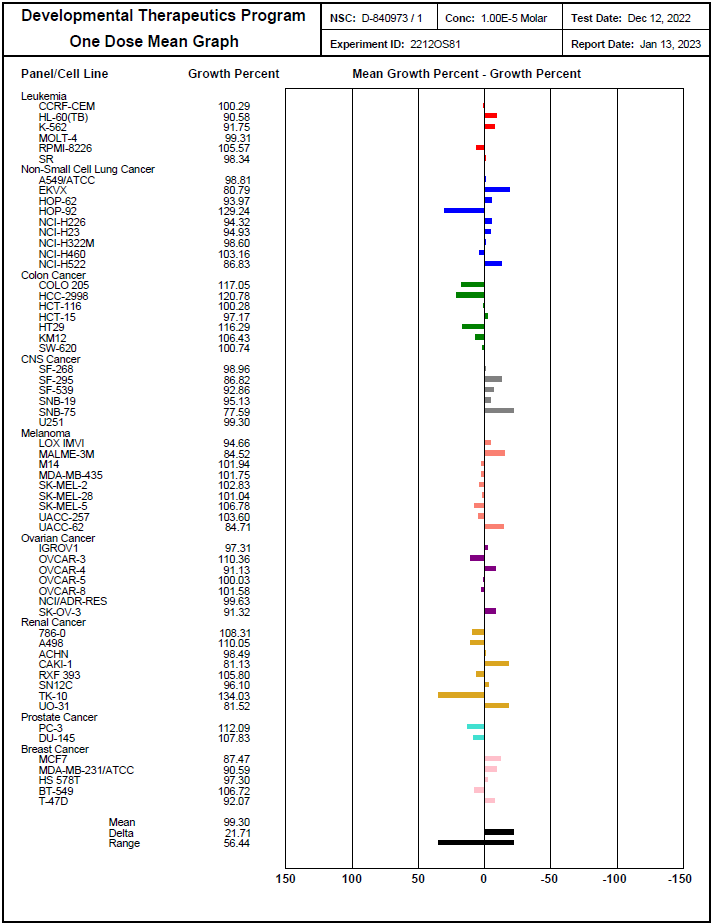 Developmental Therapeutics Program
One Dose Mean Graph
NSC: D-840973 / 1
Conc: 1.00E-5 Molar
Test Date: Dec 12, 2022
Experiment ID: 2212OS81
Report Date: Jan 13, 2023
Panel/Cell Line Growth Percent Mean Growth Percent - Growth Percent
Leukemia
CCRF-CEM 100.29
HL-60(TB) 90.58
K-562 91.75
MOLT-4 99.31
RPMI-8226 105.57
SR 98.34
Non-Small Cell Lung Cancer
A549/ATCC 98.81
EKVX 80.79
HOP-62 93.97
HOP-92 129.24
NCI-H226 94.32
NCI-H23 94.93
NCI-H322M 98.60
NCI-H460 103.16
NCI-H522 86.83
Colon Cancer
COLO 205 117.05
HCC-2998 120.78
HCT-116 100.28
HCT-15 97.17
HT29 116.29
KM12 106.43
SW-620 100.74
CNS Cancer
SF-268 98.96
SF-295 86.82
SF-539 92.86
SNB-19 95.13
SNB-75 77.59
U251 99.30
Melanoma
LOX IMVI 94.66
MALME-3M 84.52
M14 101.94
MDA-MB-435 101.75
SK-MEL-2 102.83
SK-MEL-28 101.04
SK-MEL-5 106.78
UACC-257 103.60
UACC-62 84.71
Ovarian Cancer
IGROV1 97.31
OVCAR-3 110.36
OVCAR-4 91.13
OVCAR-5 100.03
OVCAR-8 101.58
NCI/ADR-RES 99.63
SK-OV-3 91.32
Renal Cancer
786-0 108.31
A498 110.05
ACHN 98.49
CAKI-1 81.13
RXF 393 105.80
SN12C 96.10
TK-10 134.03
UO-31 81.52
Prostate Cancer
PC-3 112.09
DU-145 107.83
Breast Cancer
MCF7 87.47
MDA-MB-231/ATCC 90.59
HS 578T 97.30
BT-549 106.72
T-47D 92.07
Mean 99.30
Delta 21.71
Range 56.44
150 100 50 0 -50 -100 -150